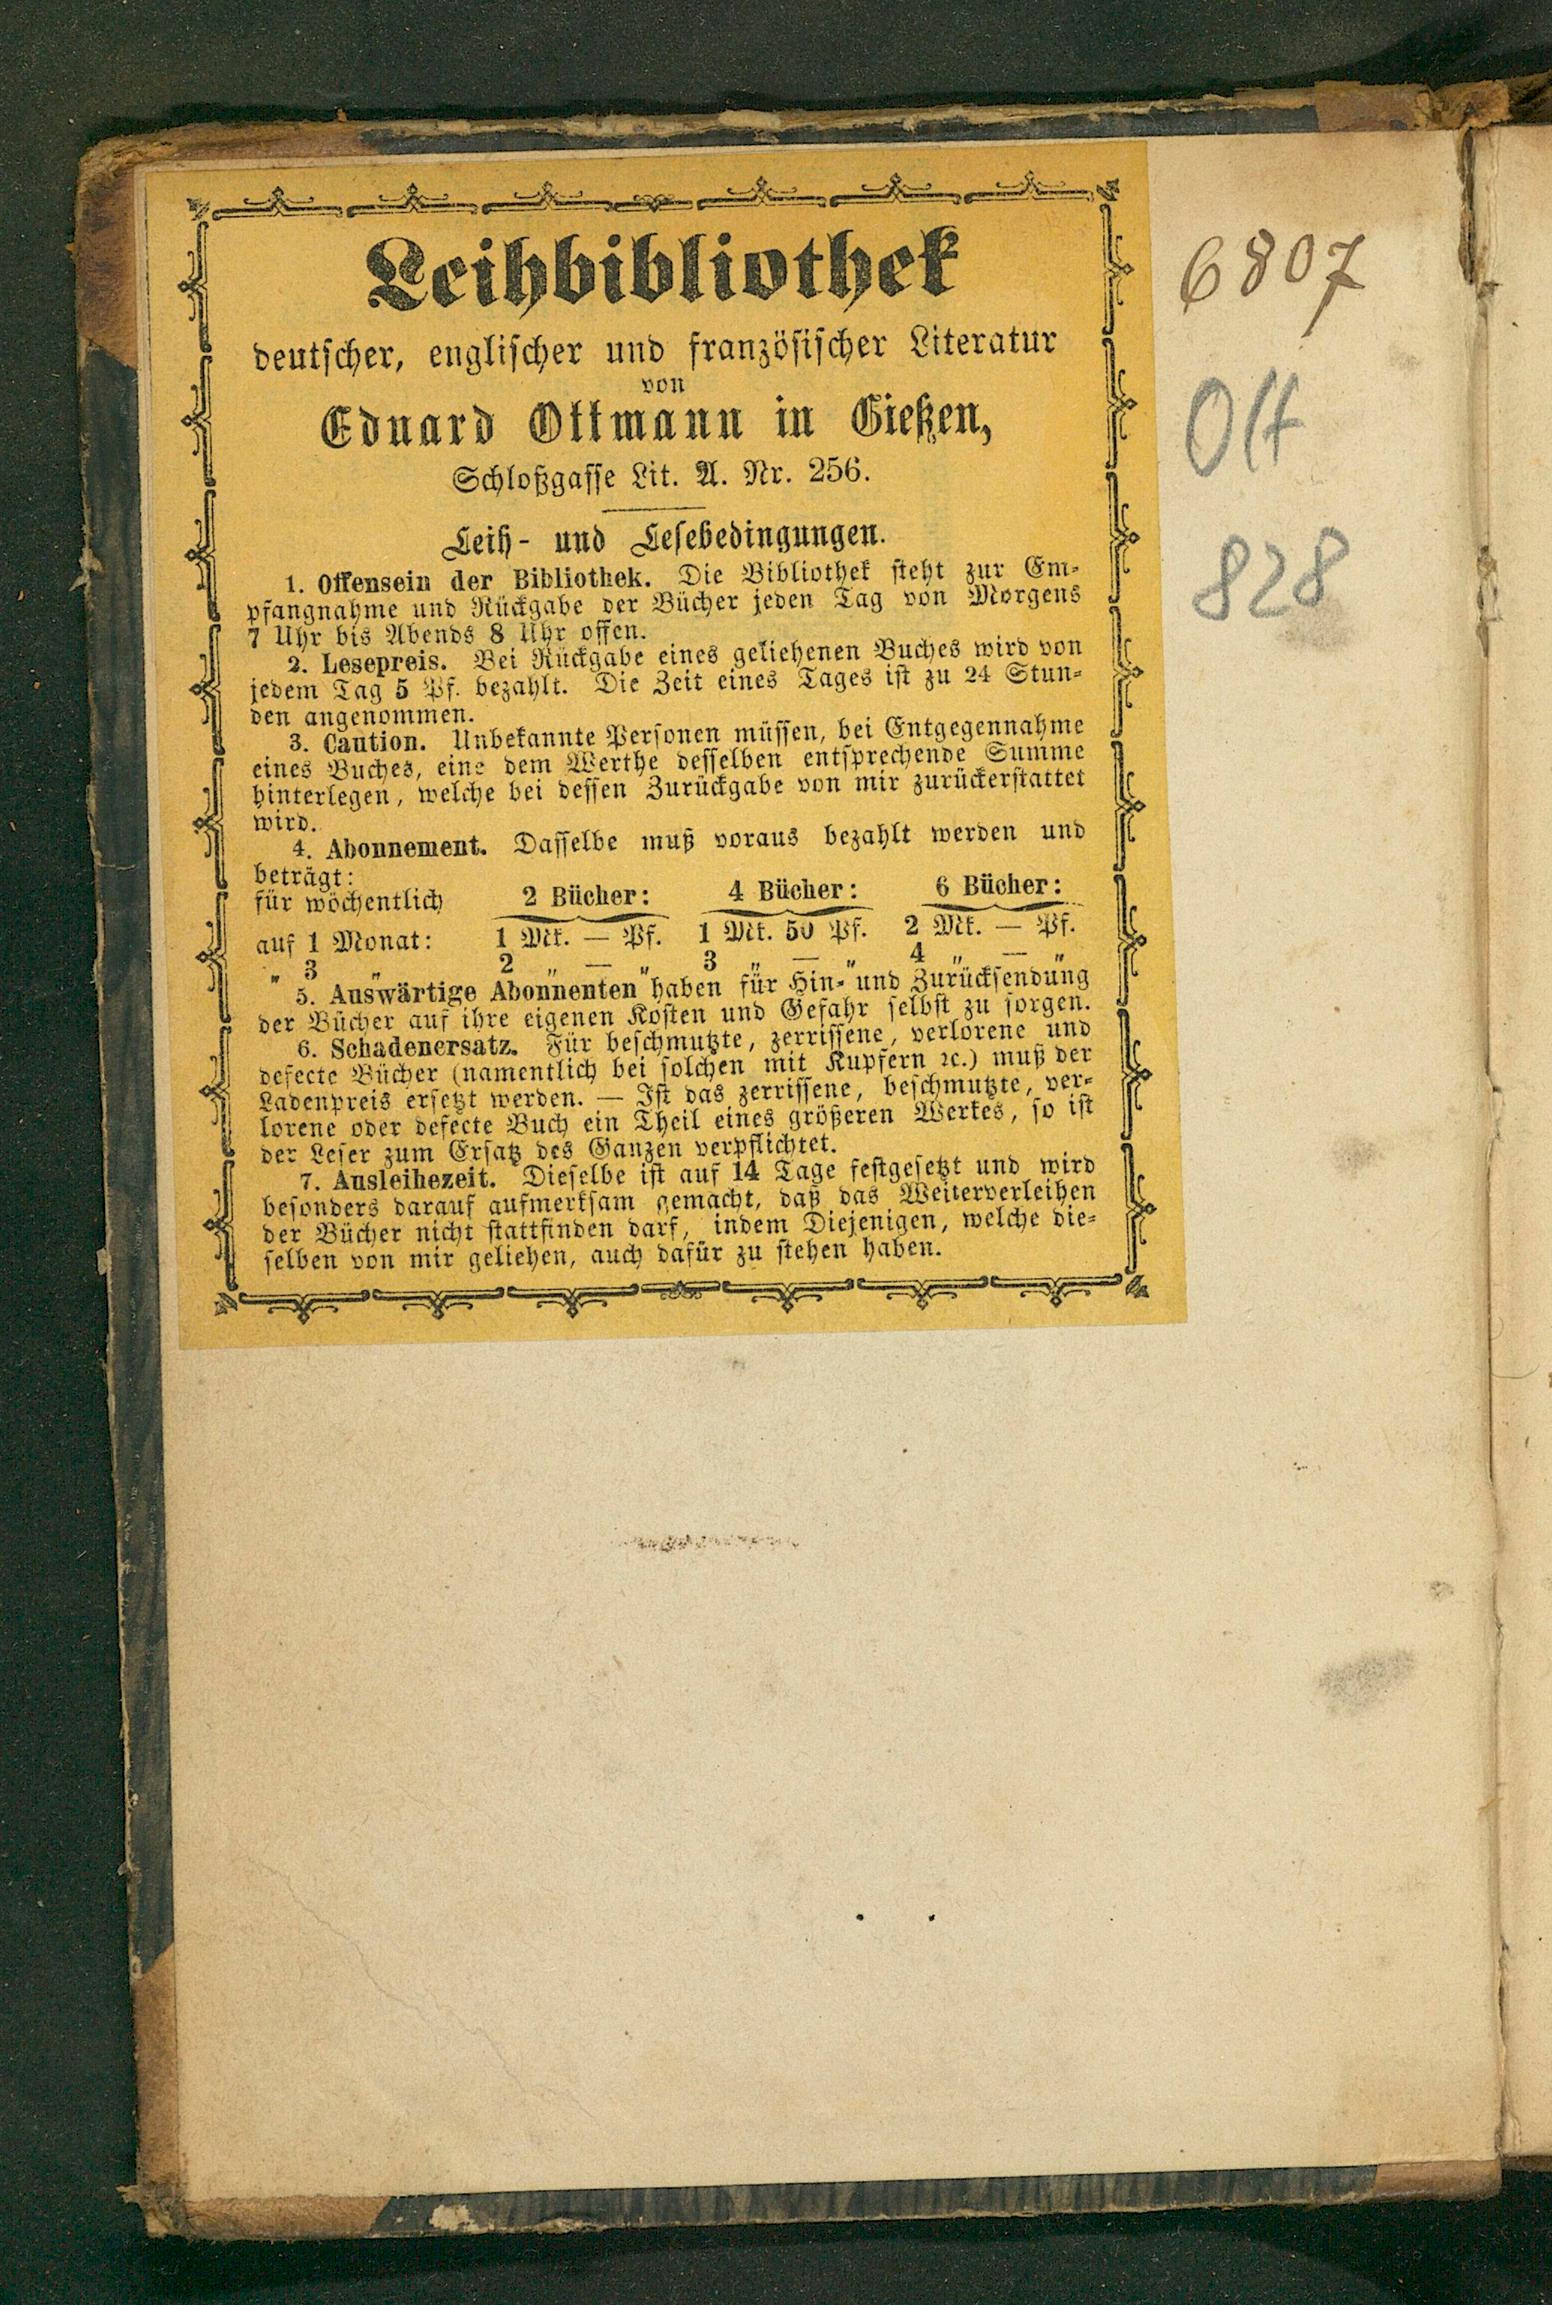 Leihbibliothek
deutscher, englischer und französischer Literatur
von
Eduard Ottmann in Gießen,
Schloßgasse Lit. A. Nr. 256.
Leih- und Lesebedingungen.
1. Offensein der Bibliothek. Die Bibliothek steht zur Em-
pfangnahme und Rückgabe der Bücher jeden Tag von Morgens
7 Uhr bis Abends 8 Uhr offen.
2. Lesepreis. Bei Rückgabe eines geliehenen Buches wird von
jedem Tag 5 Pf. bezahlt. Die Zeit eines Tages ist zu 24 Stun-
den angenommen.
3. Caution. Unbekannte Personen müssen, bei Entgegennahme
eines Buches, eine dem Werthe desselben entsprechende Summe
hinterlegen, welche bei dessen Zurückgabe von mir zurückerstattet
wird.
4. Abonnement. Dasselbe muß voraus bezahlt werden und
beträgt:
für wöchentlich 2 Bücher: 4 Bücher: 6 Bücher:
auf 1 Monat: 1 Mk. — Pf. 1 Mk. 50 Pf. 2 Mk. — Pf.
„ 3 „ 2 „ — „ 3 „ — „ 4 „ — „
5. Auswärtige Abonnenten haben für Hin- und Zurücksendung
der Bücher auf ihre eigenen Kosten und Gefahr selbst zu sorgen.
6. Schadenersatz. Für beschmutzte, zerrissene, verlorene und
defecte Bücher (namentlich bei solchen mit Kupfern ꝛc.) muß der
Ladenpreis ersetzt werden. — Ist das zerrissene, beschmutzte, ver-
lorene oder defecte Buch ein Theil eines größeren Werkes, so ist
der Leser zum Ersatz des Ganzen verpflichtet.
7. Ausleihezeit. Dieselbe ist auf 14 Tage festgesetzt und wird
besonders darauf aufmerksam gemacht, daß das Weiterverleihen
der Bücher nicht stattfinden darf, indem Diejenigen, welche die-
selben von mir geliehen, auch dafür zu stehen haben.
6807
Ott
828